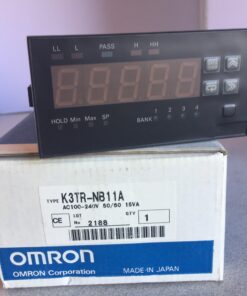 LL L PASS H HH
HOLD Min Max SP
BANK 1 2 3 4
TYPE K3TR-NB11A
AC100-240V 50/60 15VA
CE LOT No. 2188 QTY 1
OMRON
OMRON Corporation MADE IN JAPAN